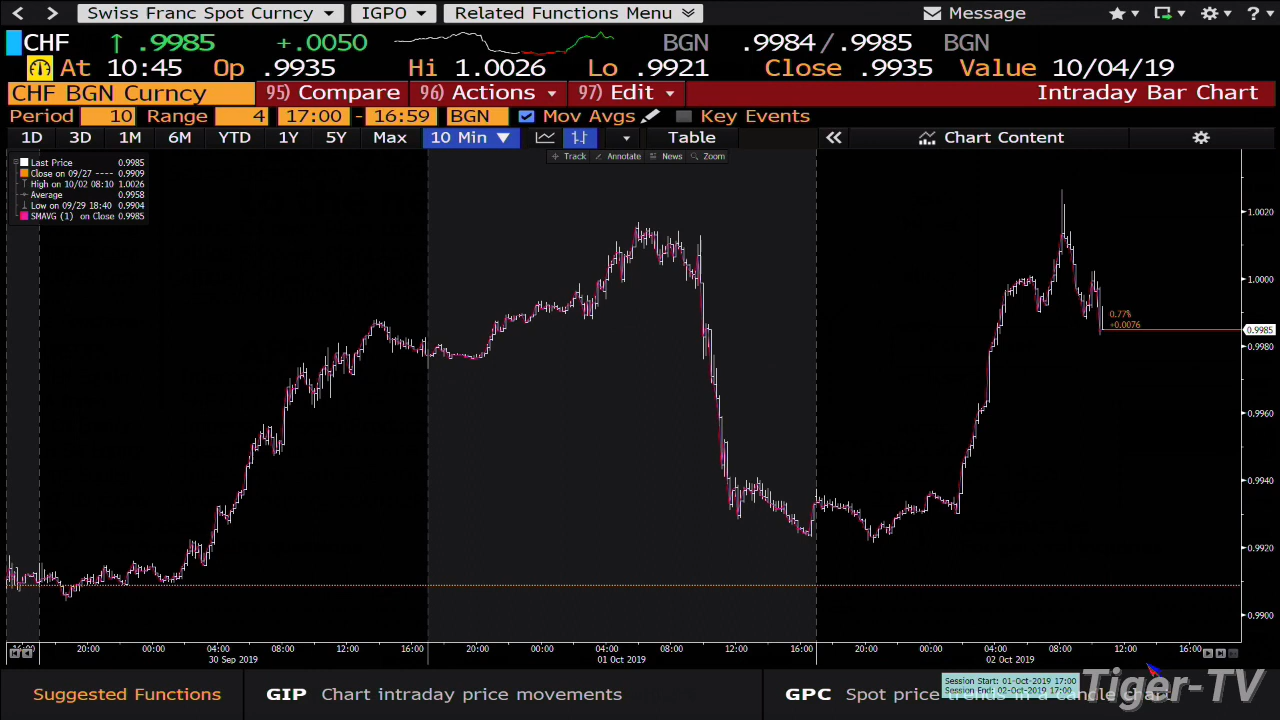 Swiss Franc Spot Curncy IGPO Related Functions Menu Message ?
CHF ↑ .9985 +.0050 BGN .9984 / .9985 BGN
At 10:45 Op .9935 Hi 1.0026 Lo .9921 Close .9935 Value 10/04/19
CHF BGN Curncy 95) Compare 96) Actions 97) Edit Intraday Bar Chart
Period 10 Range 4 17:00 - 16:59 BGN Mov Avgs Key Events
1D 3D 1M 6M YTD 1Y 5Y Max 10 Min ▼ Table Chart Content
Track Annotate News Zoom
Last Price 0.9985
Close on 09/27 ---- 0.9909
High on 10/02 08:10 1.0026
Average 0.9958
Low on 09/29 18:40 0.9904
SMAVG (1) on Close 0.9985
1.0020
1.0000
0.77%
+0.0076
0.9985
0.9980
0.9960
0.9940
0.9920
0.9900
16:00 20:00 00:00 04:00 08:00 12:00 16:00 20:00 00:00 04:00 08:00 12:00 16:00 20:00 00:00 04:00 08:00 12:00 16:00
30 Sep 2019 01 Oct 2019 02 Oct 2019
Session Start: 01-Oct-2019 17:00
Session End: 02-Oct-2019 17:00
Suggested Functions GIP Chart intraday price movements GPC Spot price trends in a candle chart
Tiger-TV